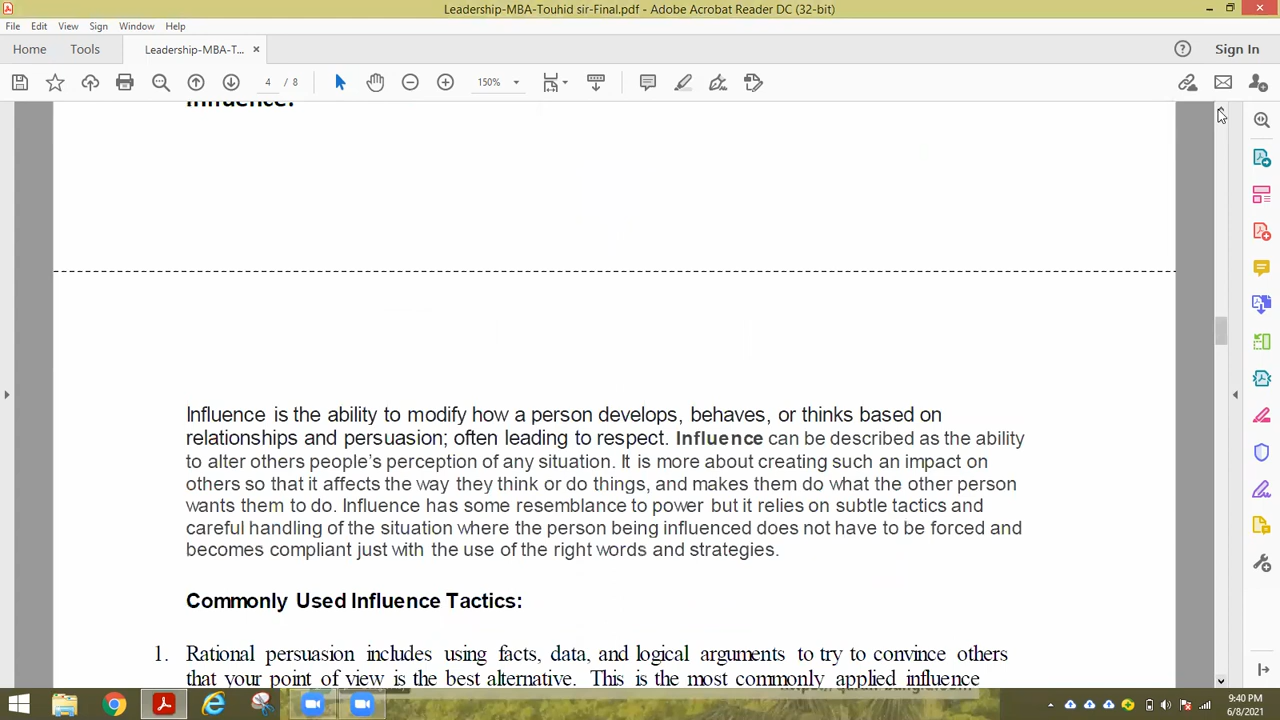 Leadership-MBA-Touhid sir-Final.pdf - Adobe Acrobat Reader DC (32-bit)
File Edit View Sign Window Help
Home Tools Leadership-MBA-T... × Sign In
4 / 8 150%
Influence:
Influence is the ability to modify how a person develops, behaves, or thinks based on
relationships and persuasion; often leading to respect. Influence can be described as the ability
to alter others people's perception of any situation. It is more about creating such an impact on
others so that it affects the way they think or do things, and makes them do what the other person
wants them to do. Influence has some resemblance to power but it relies on subtle tactics and
careful handling of the situation where the person being influenced does not have to be forced and
becomes compliant just with the use of the right words and strategies.
Commonly Used Influence Tactics:
1. Rational persuasion includes using facts, data, and logical arguments to try to convince others
that your point of view is the best alternative. This is the most commonly applied influence
9:40 PM
6/8/2021